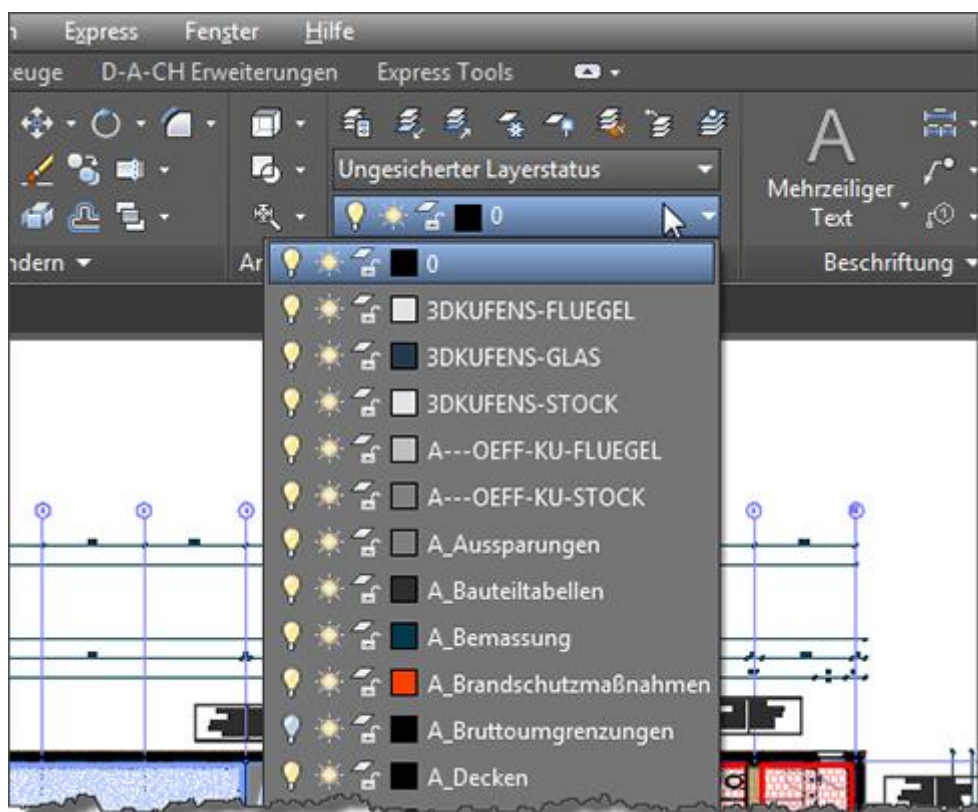 Express Fenster Hilfe
euge D-A-CH Erweiterungen Express Tools
Ungesicherter Layerstatus
0
Mehrzeiliger
Text
ndern Ar Beschriftung
0
3DKUFENS-FLUEGEL
3DKUFENS-GLAS
3DKUFENS-STOCK
A---OEFF-KU-FLUEGEL
A---OEFF-KU-STOCK
A_Aussparungen
A_Bauteiltabellen
A_Bemassung
A_Brandschutzmaßnahmen
A_Bruttoumgrenzungen
A_Decken